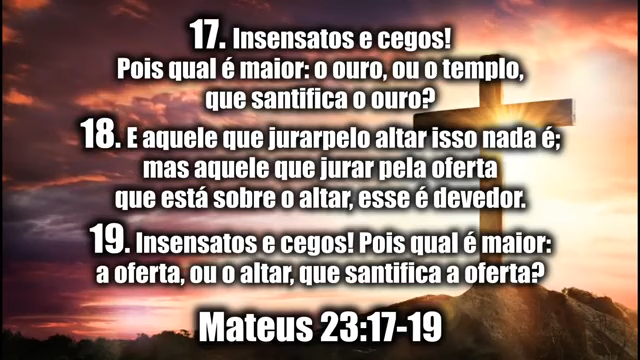 17. Insensatos e cegos!
Pois qual é maior: o ouro, ou o templo,
que santifica o ouro?
18. E aquele que jurarpelo altar isso nada é;
mas aquele que jurar pela oferta
que está sobre o altar, esse é devedor.
19. Insensatos e cegos! Pois qual é maior:
a oferta, ou o altar, que santifica a oferta?
Mateus 23:17-19